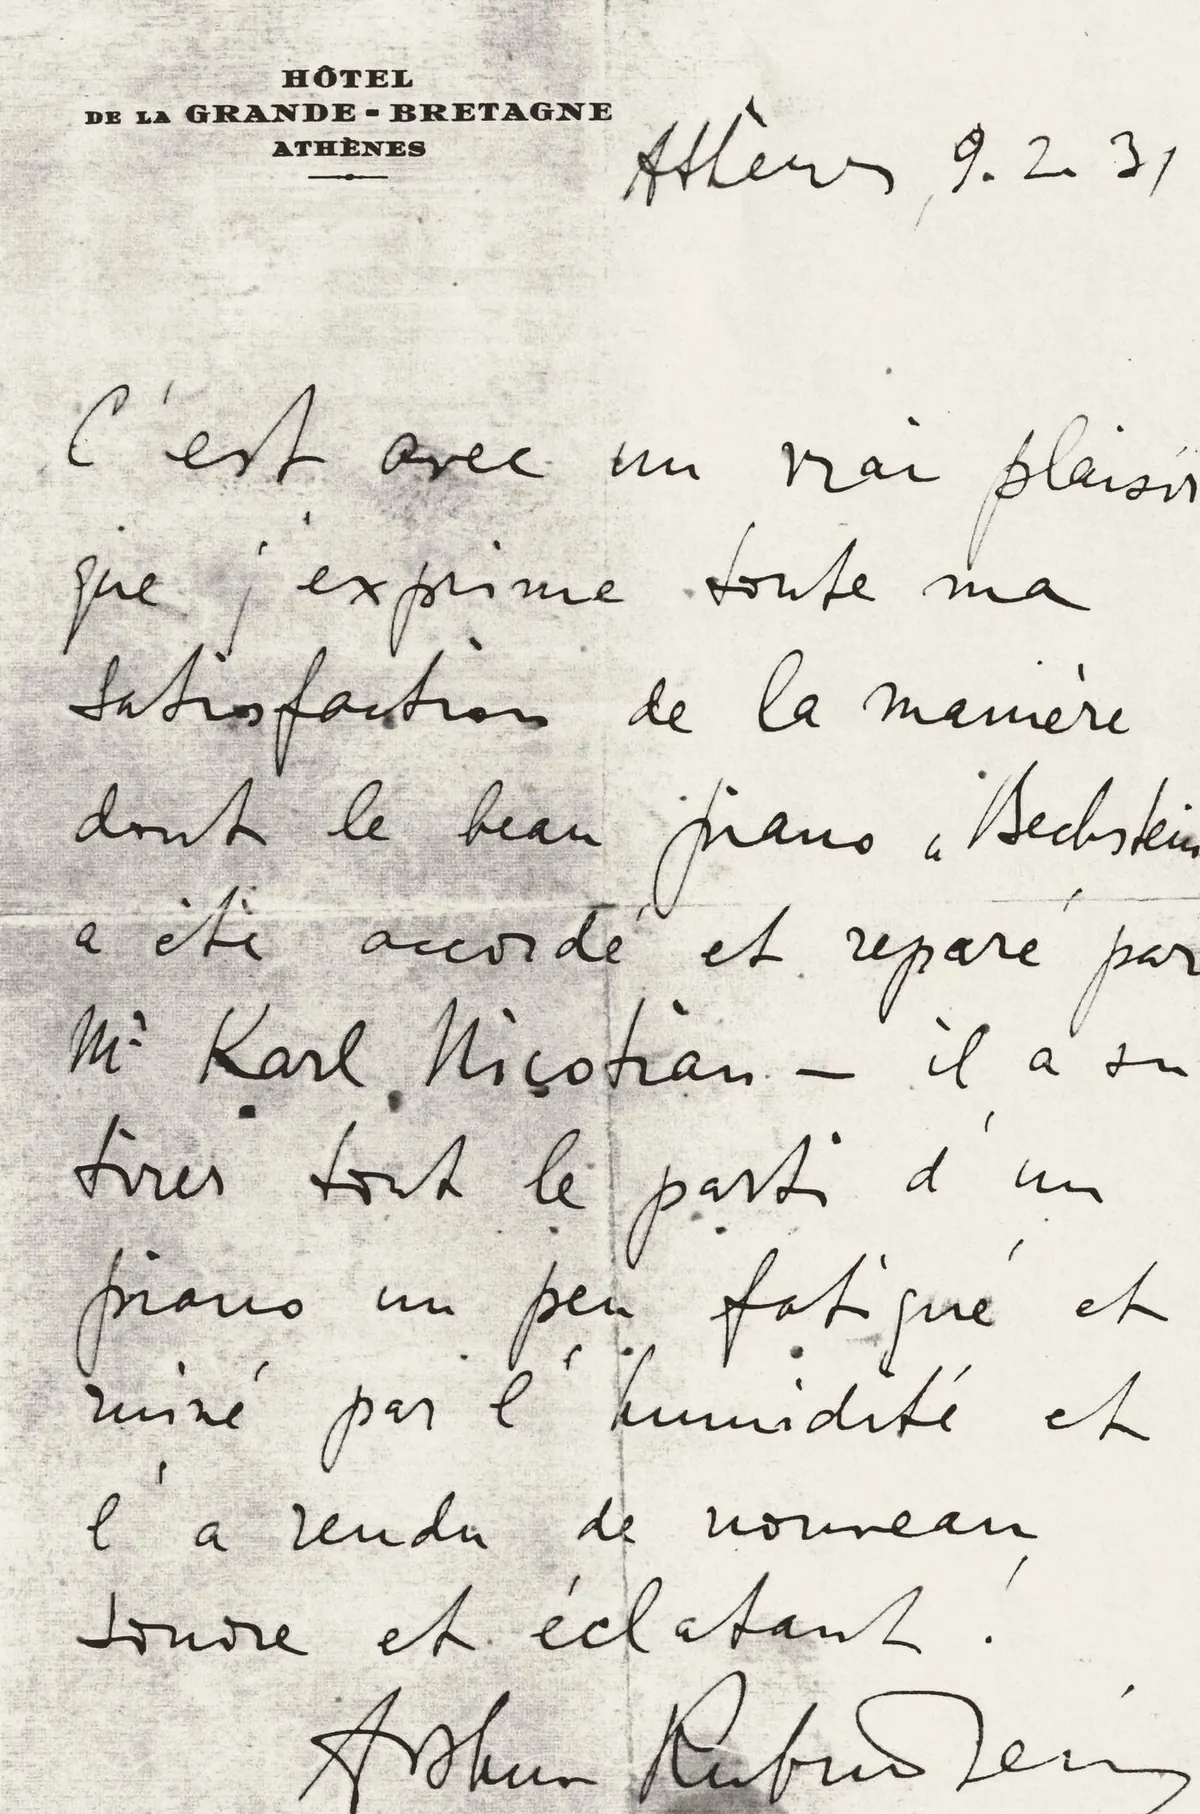 HÔTEL
DE LA GRANDE-BRETAGNE
ATHÈNES
Athènes, 9. 2. 31
C'est avec un vrai plaisir
que j'exprime toute ma
satisfaction de la manière
dont le beau piano "Bechstein
a été accordé et reparé par
Mr Karl Niçotian — il a su
tirer tout le parti d'un
piano un peu fatigué et
miné par l'humidité et
l'a rendu de nouveau
sonore et éclatant!
Arthur Rubinstein